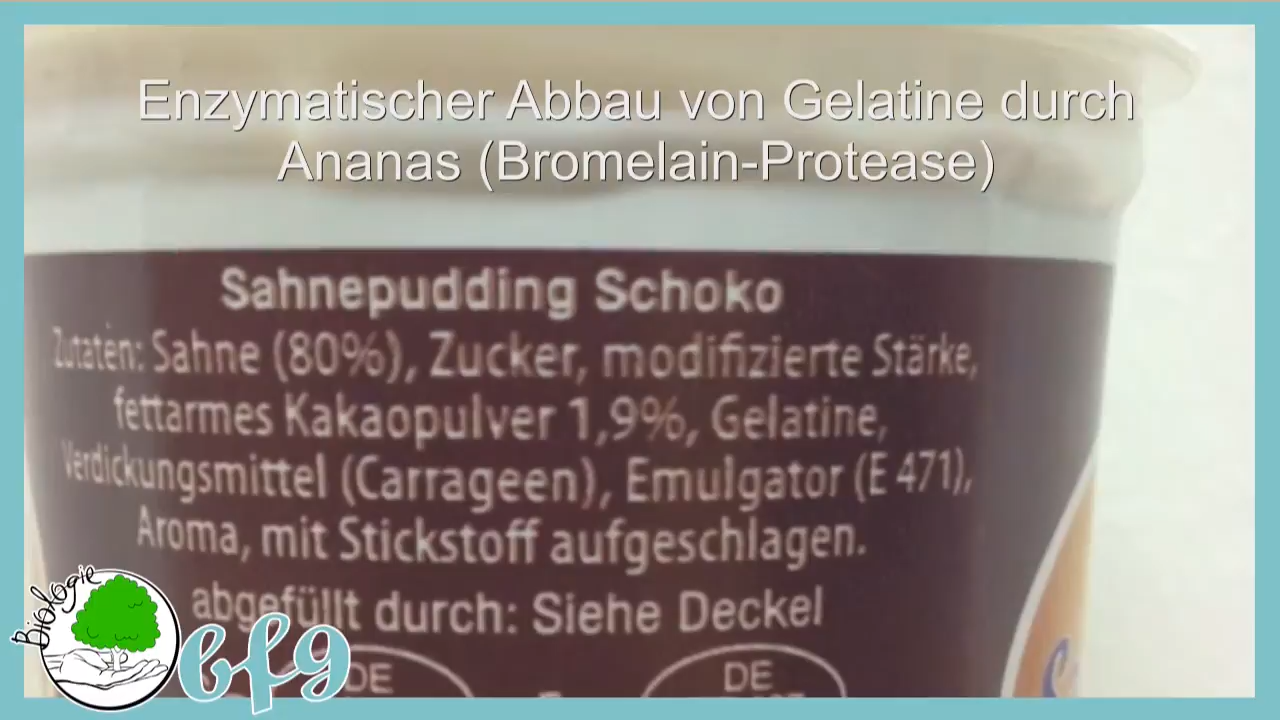 Enzymatischer Abbau von Gelatine durch
Ananas (Bromelain-Protease)
Sahnepudding Schoko
Zutaten: Sahne (80%), Zucker, modifizierte Stärke,
fettarmes Kakaopulver 1,9%, Gelatine,
Verdickungsmittel (Carrageen), Emulgator (E 471),
Aroma, mit Stickstoff aufgeschlagen.
abgefüllt durch: Siehe Deckel
DE
DE
Biologie
bfg